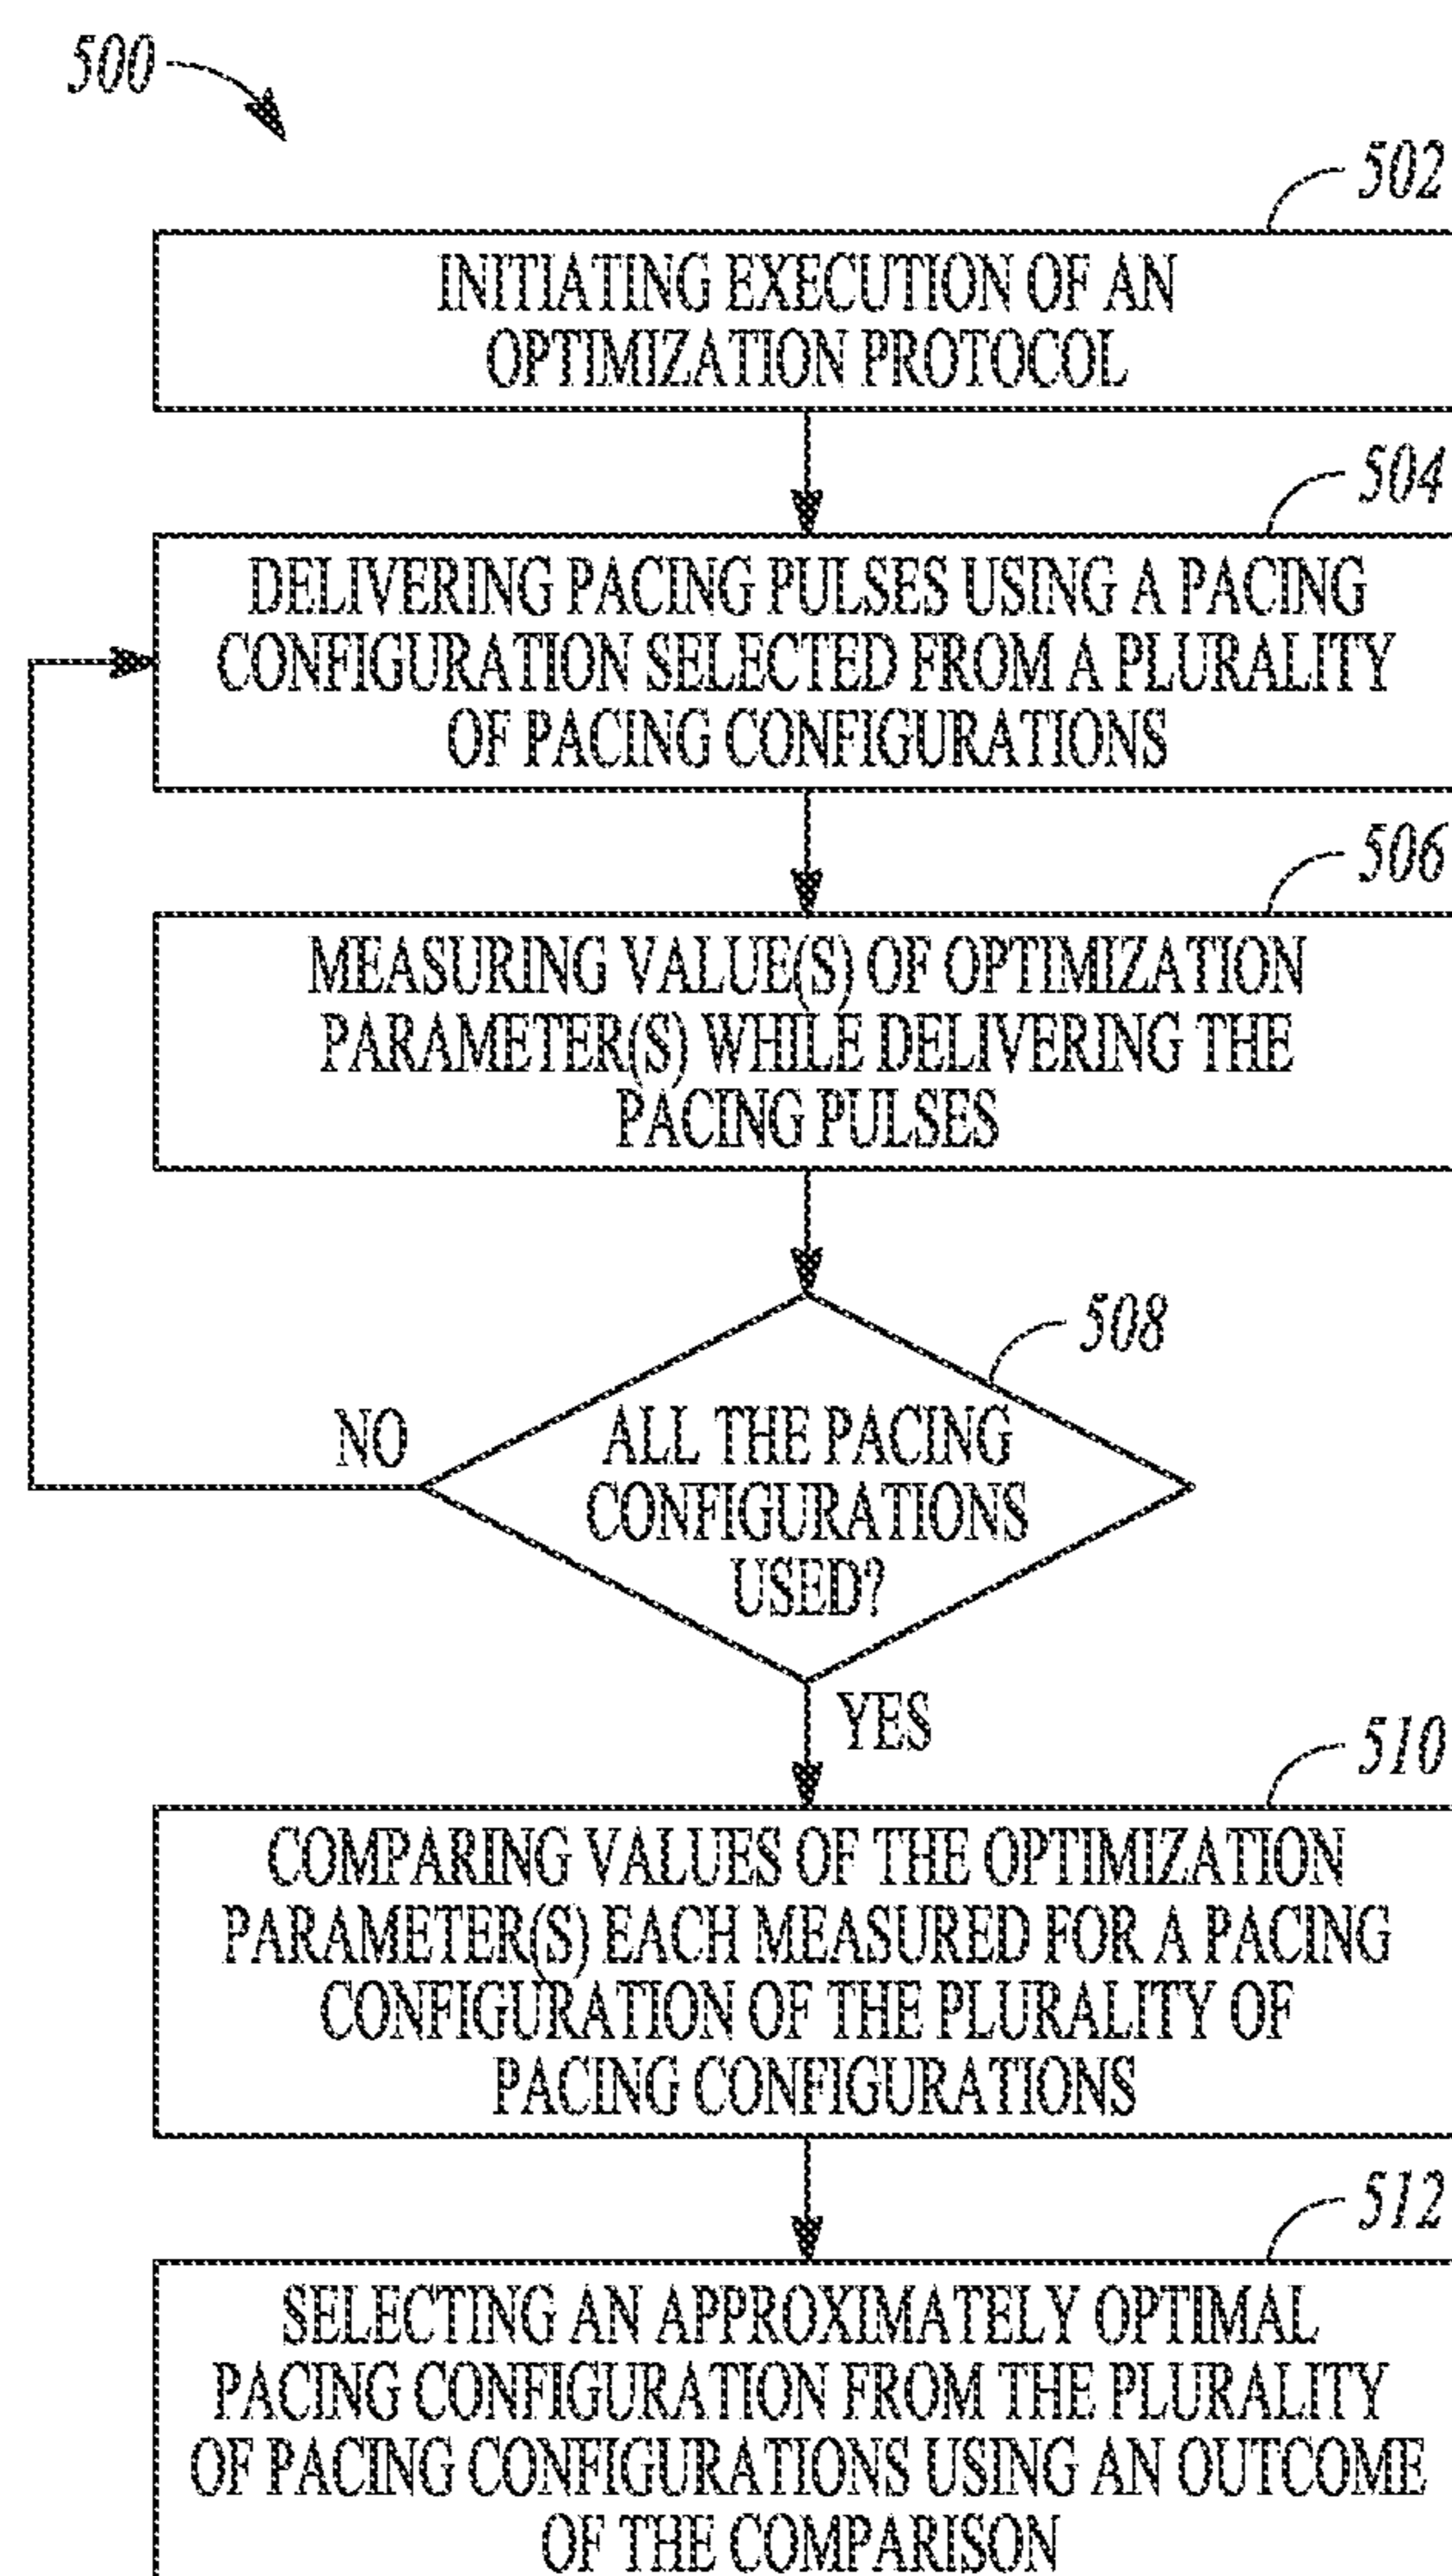 500
502
INITIATING EXECUTION OF AN
OPTIMIZATION PROTOCOL
504
DELIVERING PACING PULSES USING A PACING
CONFIGURATION SELECTED FROM A PLURALITY
OF PACING CONFIGURATIONS
506
MEASURING VALUE(S) OF OPTIMIZATION
PARAMETER(S) WHILE DELIVERING THE
PACING PULSES
508
NO
ALL THE PACING
CONFIGURATIONS
USED?
YES
510
COMPARING VALUES OF THE OPTIMIZATION
PARAMETER(S) EACH MEASURED FOR A PACING
CONFIGURATION OF THE PLURALITY OF
PACING CONFIGURATIONS
512
SELECTING AN APPROXIMATELY OPTIMAL
PACING CONFIGURATION FROM THE PLURALITY
OF PACING CONFIGURATIONS USING AN OUTCOME
OF THE COMPARISON